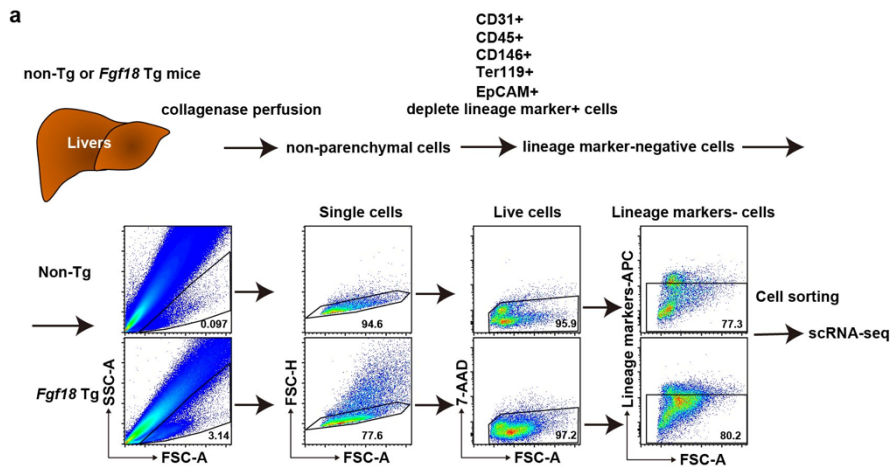 a
CD31+
CD45+
CD146+
Ter119+
EpCAM+
non-Tg or Fgf18 Tg mice
collagenase perfusion
deplete lineage marker+ cells
Livers
non-parenchymal cells
lineage marker-negative cells
Single cells
Live cells
Lineage markers- cells
Non-Tg
0.097
94.6
95.9
77.3
Cell sorting
scRNA-seq
Fgf18 Tg
3.14
77.6
97.2
80.2
SSC-A
FSC-H
7-AAD
Lineage markers-APC
FSC-A
FSC-A
FSC-A
FSC-A